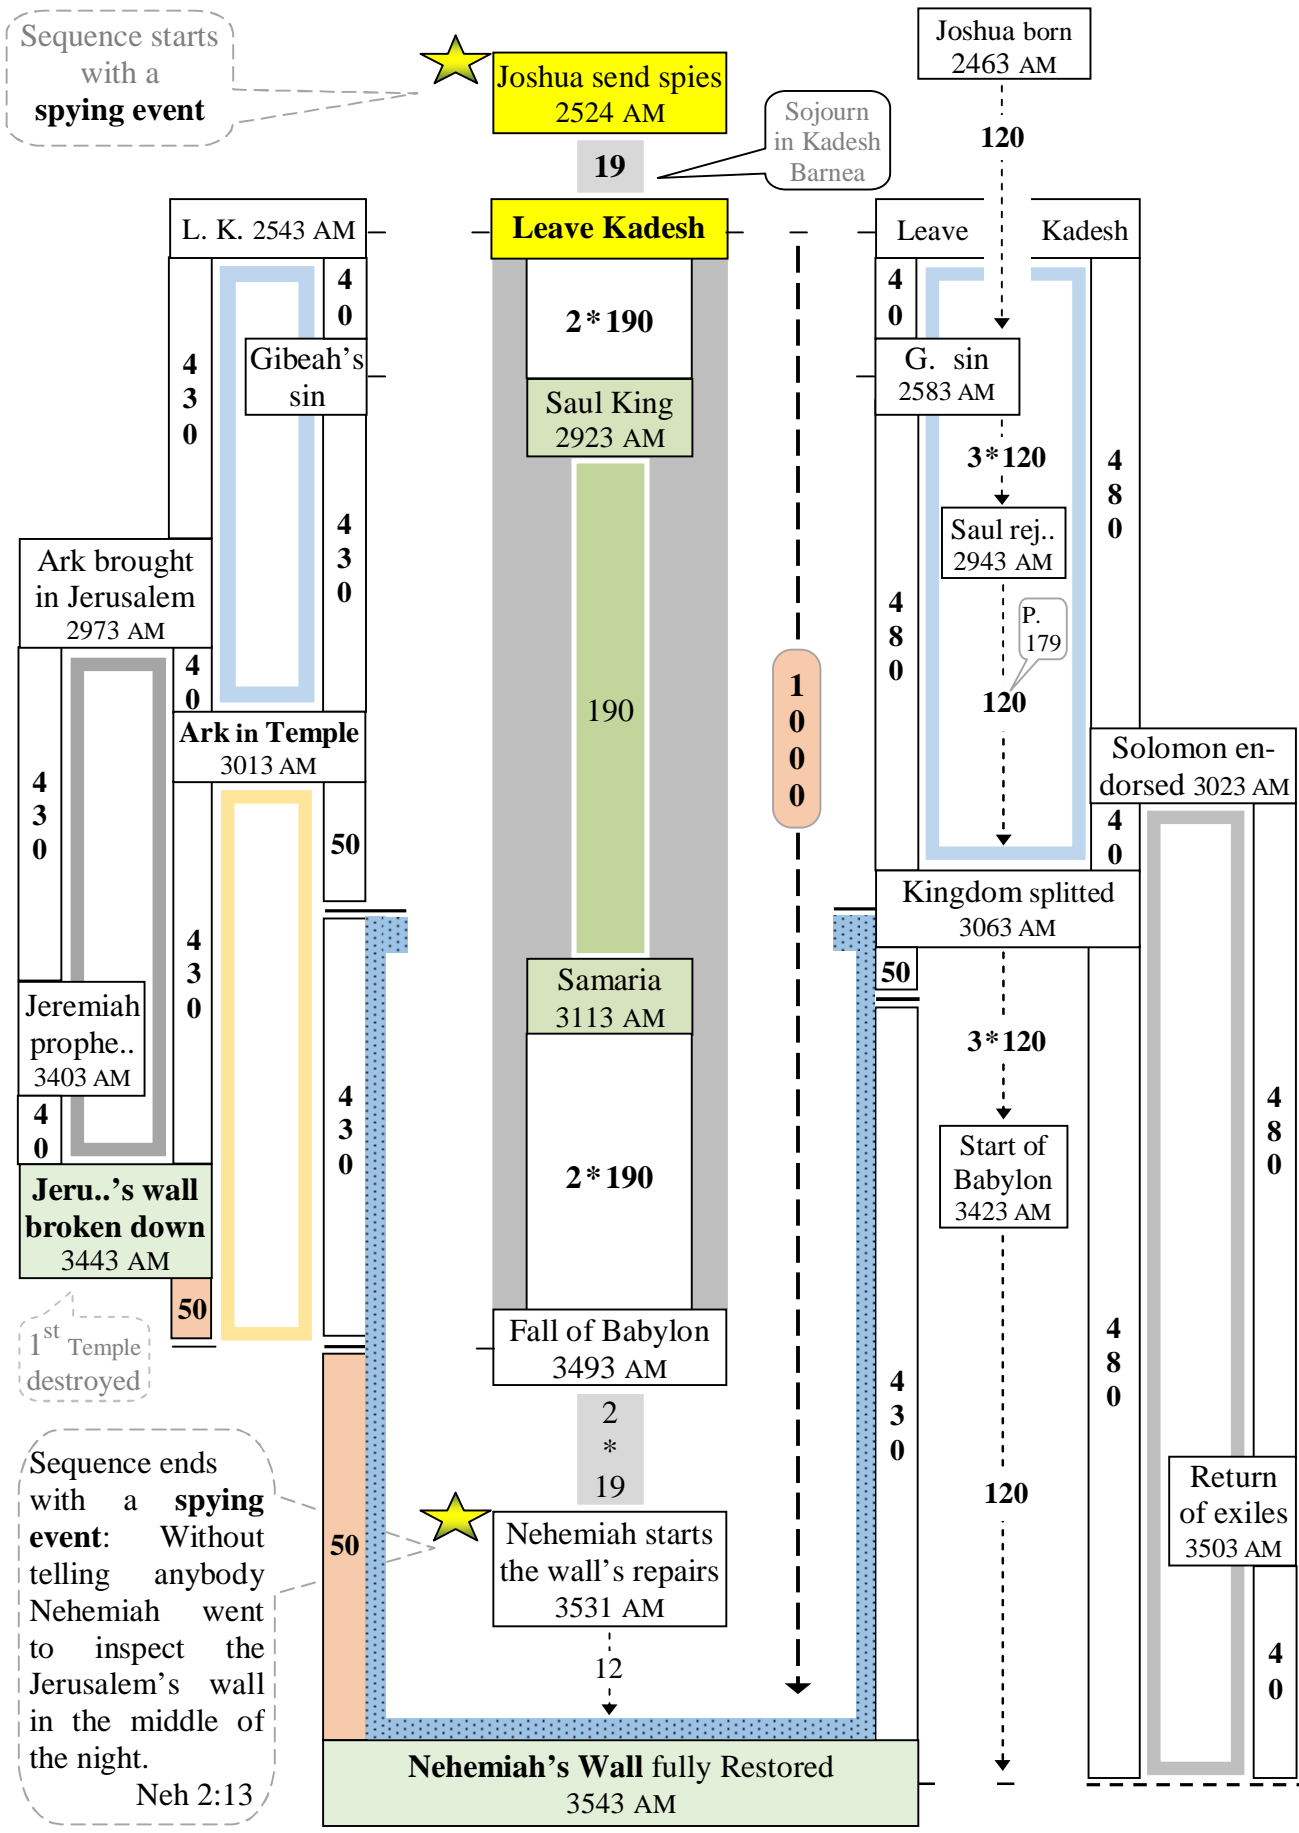 Sequence starts
with a
spying event
Joshua send spies
2524 AM
Joshua born
2463 AM
Sojourn
in Kadesh
Barnea
120
19
L. K. 2543 AM
Leave Kadesh
Leave Kadesh
4
0
4
3
0
Gibeah's
sin
4
3
0
2*190
Saul King
2923 AM
190
1
0
0
0
4
0
G. sin
2583 AM
3*120
4
8
0
Saul rej..
2943 AM
4
8
0
P.
179
120
Ark brought
in Jerusalem
2973 AM
4
0
Ark in Temple
3013 AM
4
3
0
50
4
3
0
Solomon en-
dorsed 3023 AM
4
0
Kingdom splitted
3063 AM
50
Samaria
3113 AM
Jeremiah
prophe..
3403 AM
4
0
4
3
0
2*190
3*120
Start of
Babylon
3423 AM
4
8
0
Jeru..'s wall
broken down
3443 AM
50
1st Temple
destroyed
Fall of Babylon
3493 AM
2
*
19
4
3
0
4
8
0
120
Return
of exiles
3503 AM
4
0
Sequence ends
with a spying
event: Without
telling anybody
Nehemiah went
to inspect the
Jerusalem's wall
in the middle of
the night.
Neh 2:13
50
Nehemiah starts
the wall's repairs
3531 AM
12
Nehemiah's Wall fully Restored
3543 AM